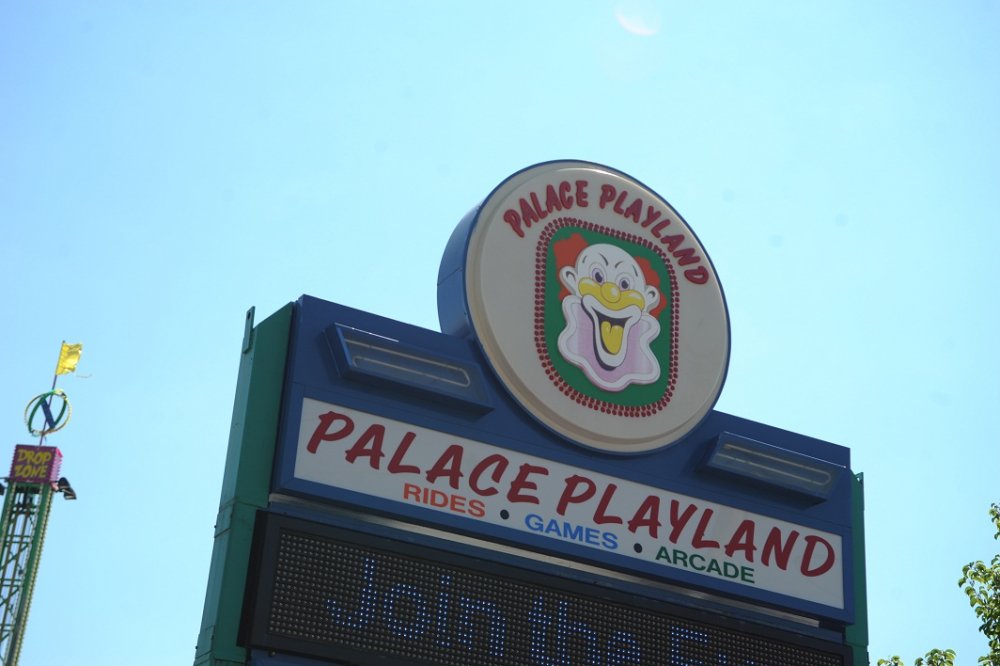 PALACE PLAYLAND
PALACE PLAYLAND
RIDES • GAMES • ARCADE
Join the
DROP
ZONE